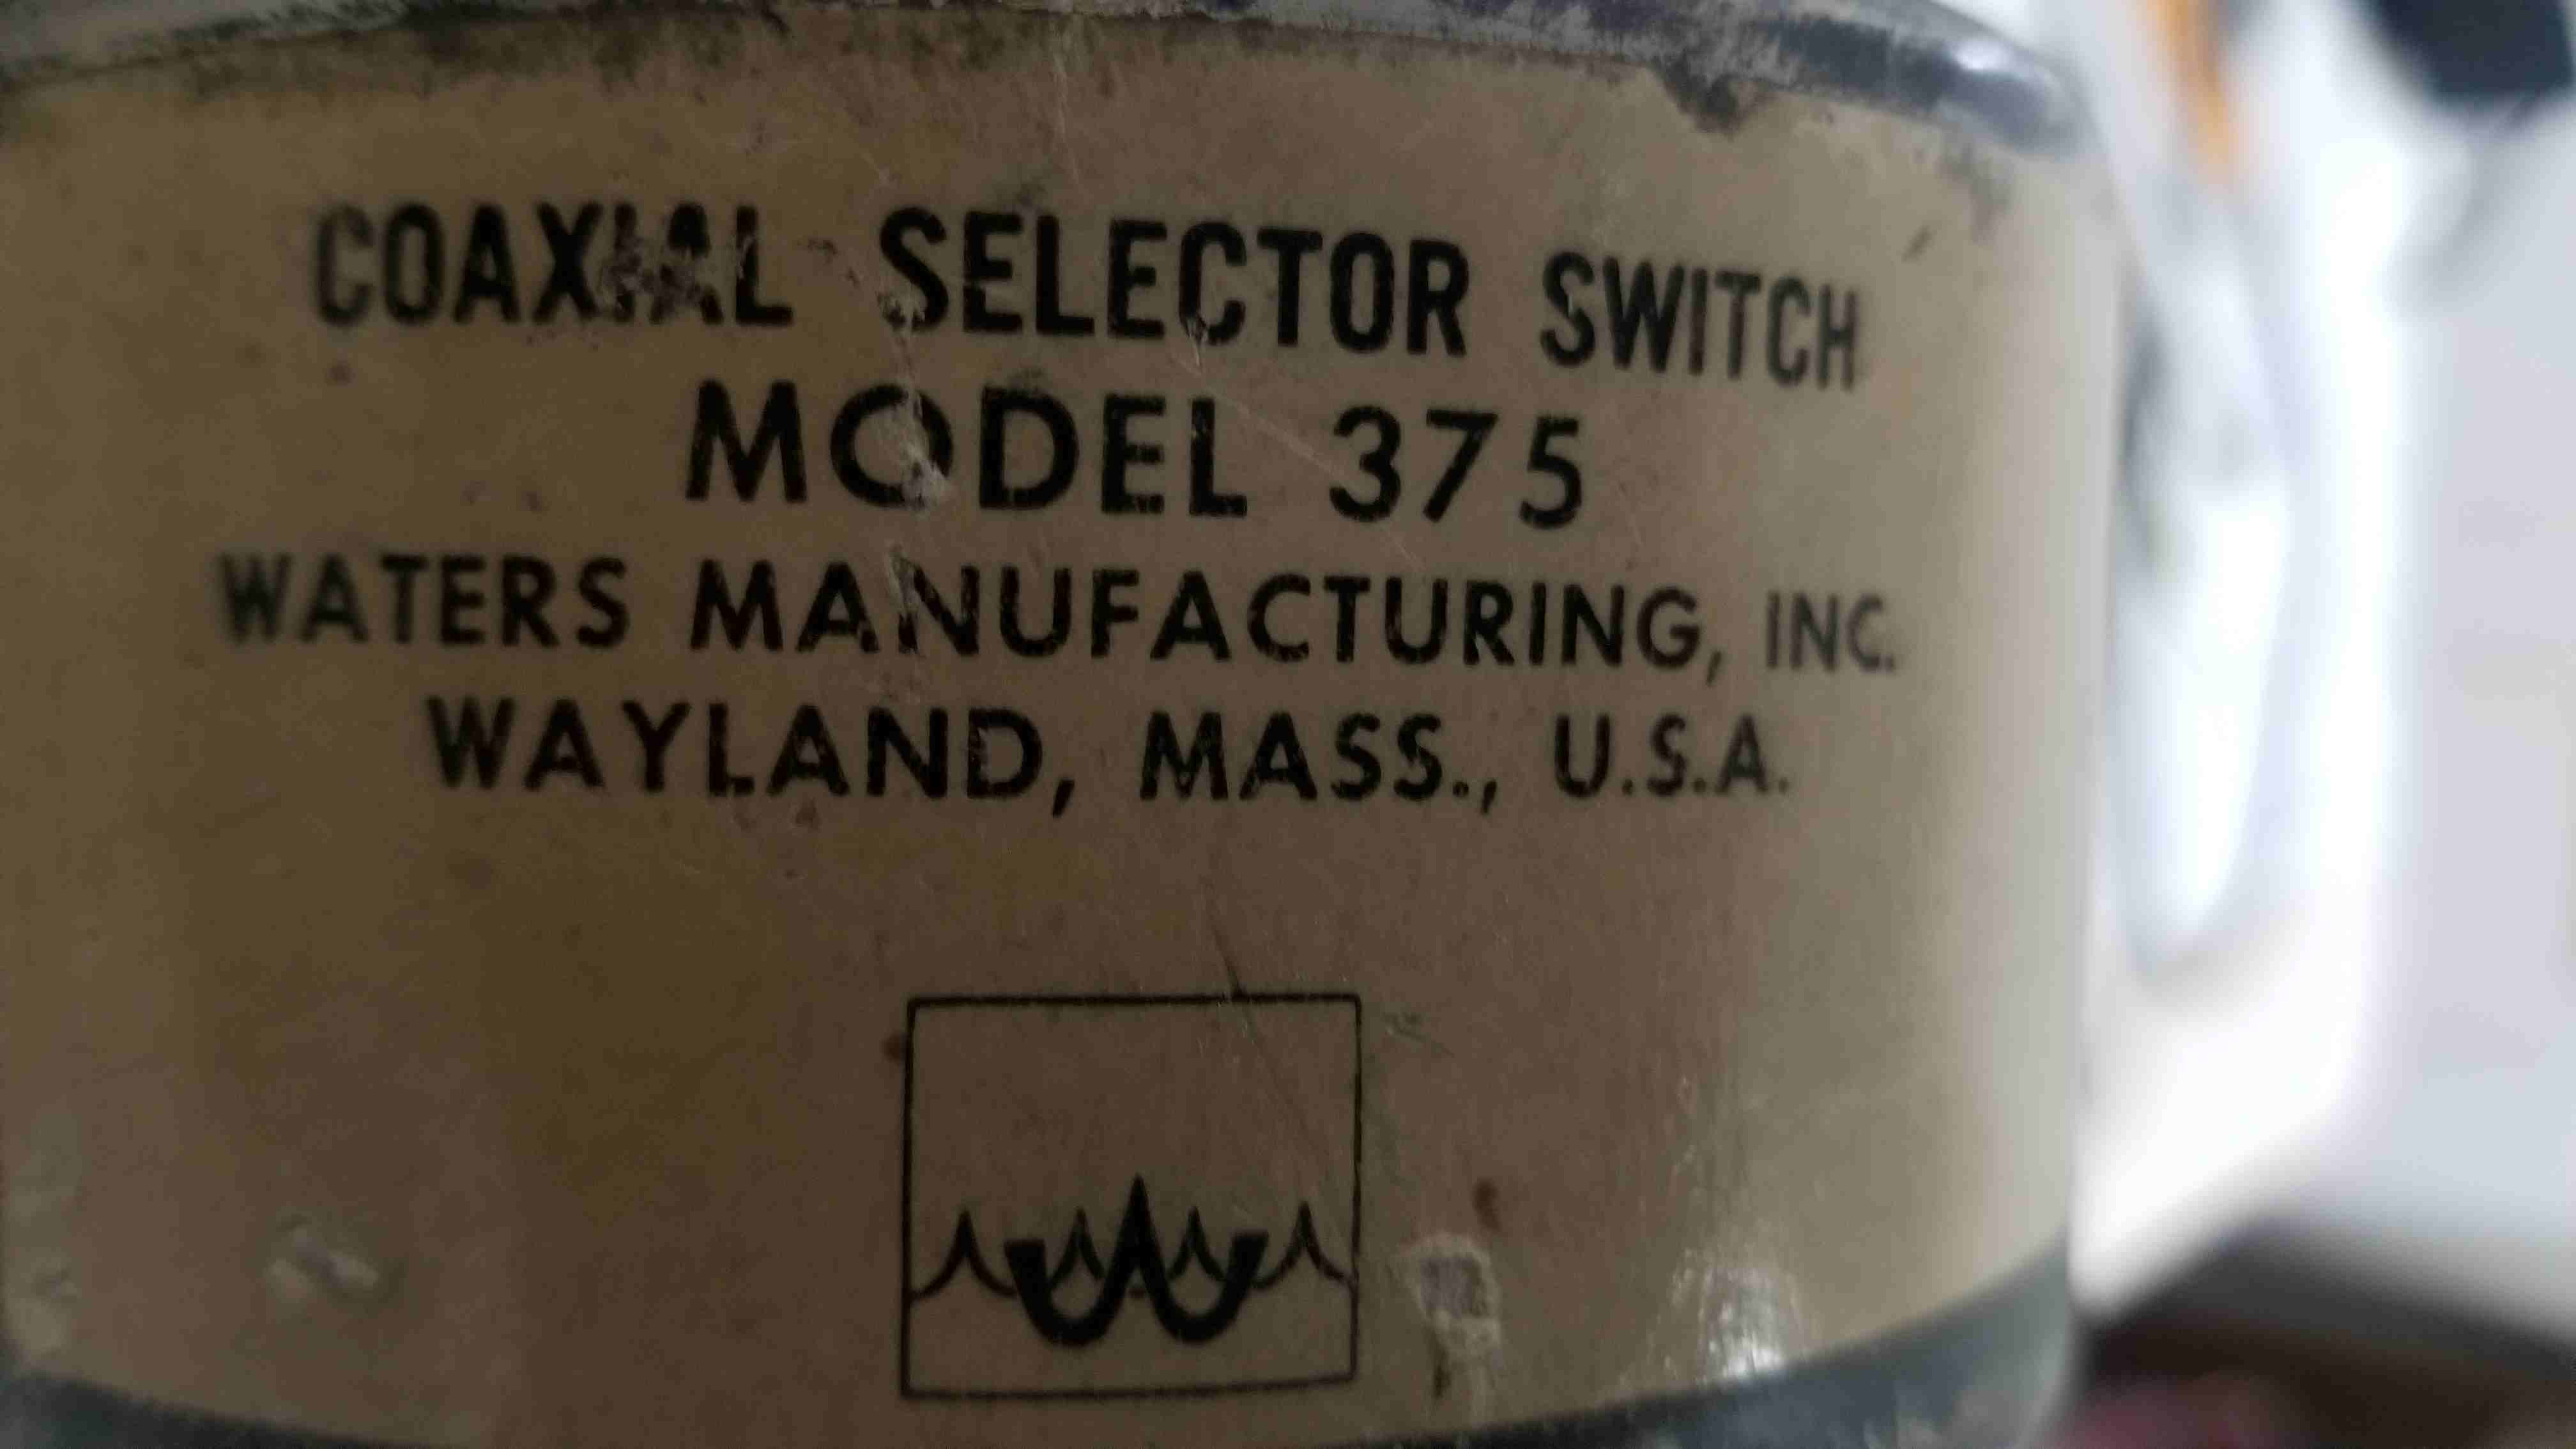 COAXIAL SELECTOR SWITCH
MODEL 375
WATERS MANUFACTURING, INC.
WAYLAND, MASS., U.S.A.
W